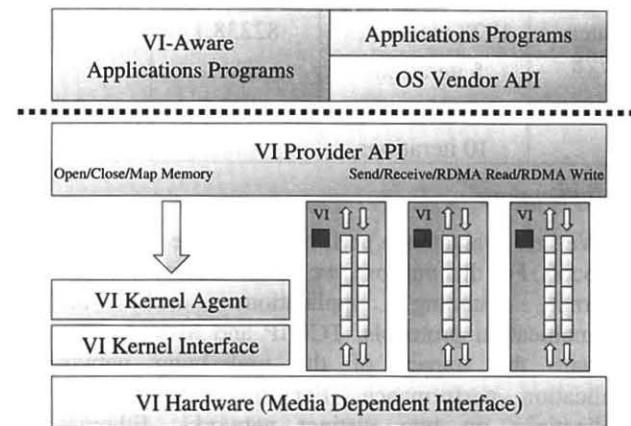 VI-Aware
Applications Programs
Applications Programs
OS Vendor API
VI Provider API
Open/Close/Map Memory
Send/Receive/RDMA Read/RDMA Write
VI
VI
VI
VI Kernel Agent
VI Kernel Interface
VI Hardware (Media Dependent Interface)